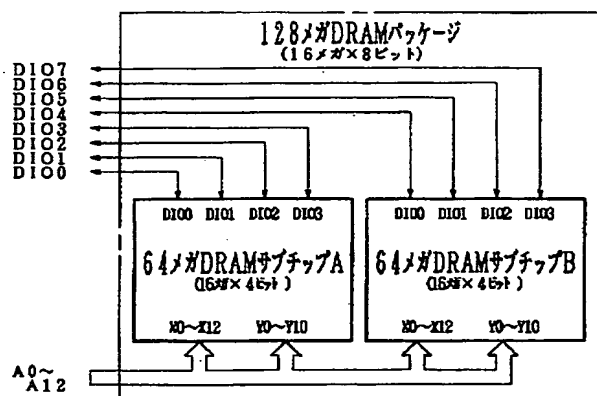 128メガDRAMパッケージ
(16メガ×8ビット)
DIO7
DIO6
DIO5
DIO4
DIO3
DIO2
DIO1
DIO0
DIO0 DIO1 DIO2 DIO3
64メガDRAMサブチップA
(16メガ×4ビット)
X0~X12 Y0~Y10
DIO0 DIO1 DIO2 DIO3
64メガDRAMサブチップB
(16メガ×4ビット)
X0~X12 Y0~Y10
A0~
A12